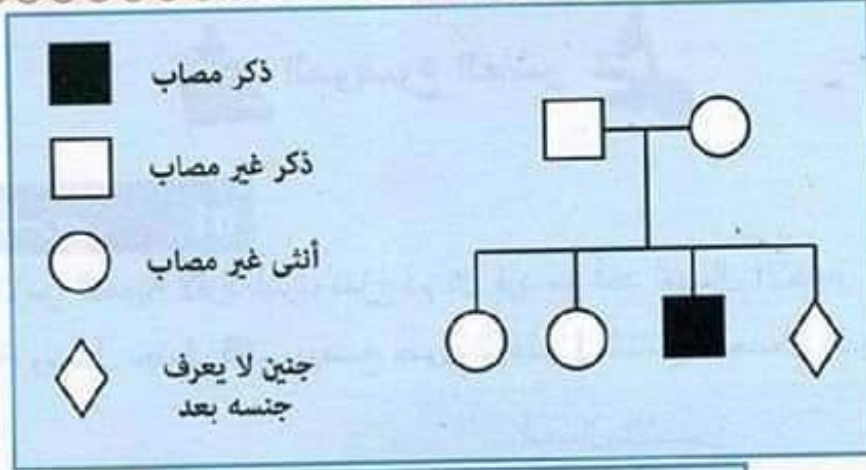 ذكر مصاب
ذكر غير مصاب
أنثى غير مصاب
جنين لا يعرف
جنسه بعد